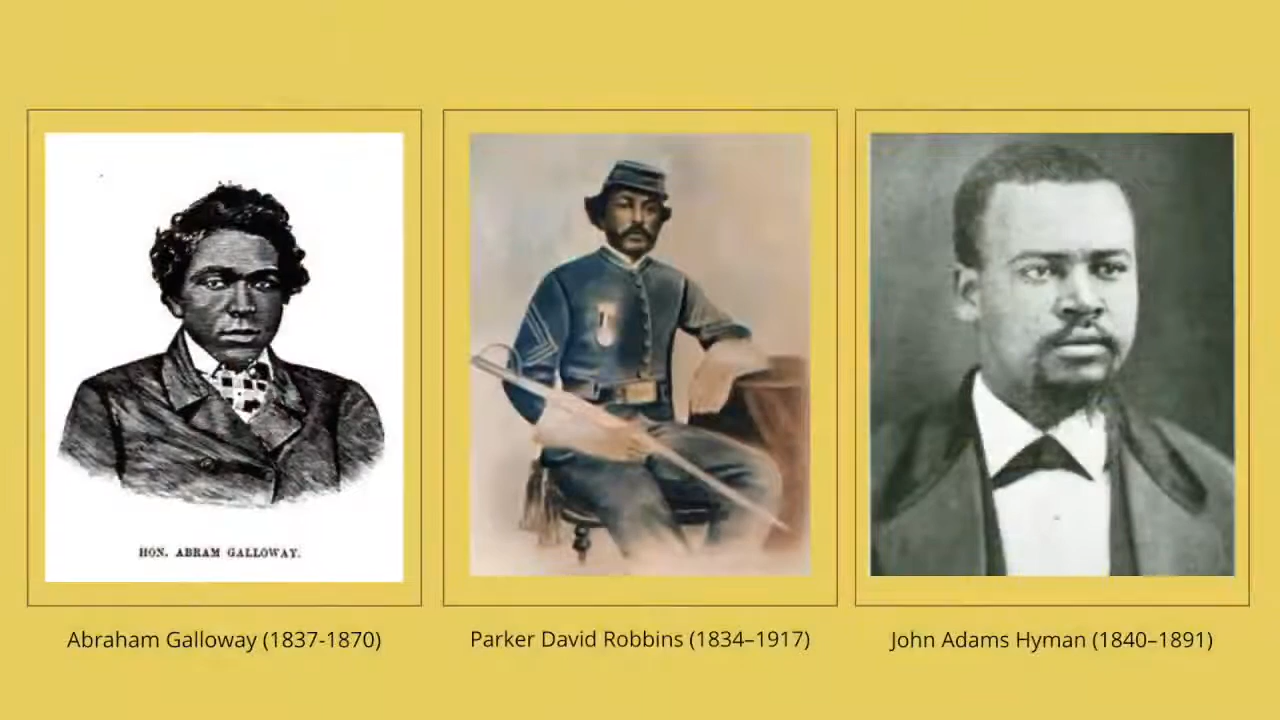 HON. ABRAM GALLOWAY.
Abraham Galloway (1837-1870)
Parker David Robbins (1834–1917)
John Adams Hyman (1840–1891)